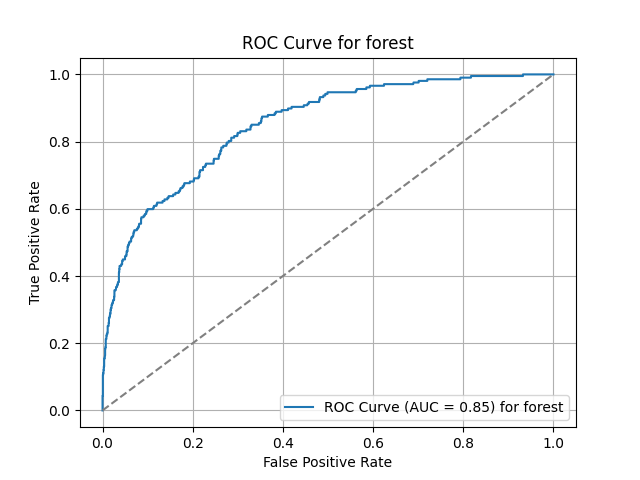 ROC Curve for forest
1.0
0.8
0.6
0.4
0.2
0.0
True Positive Rate
ROC Curve (AUC = 0.85) for forest
0.0 0.2 0.4 0.6 0.8 1.0
False Positive Rate